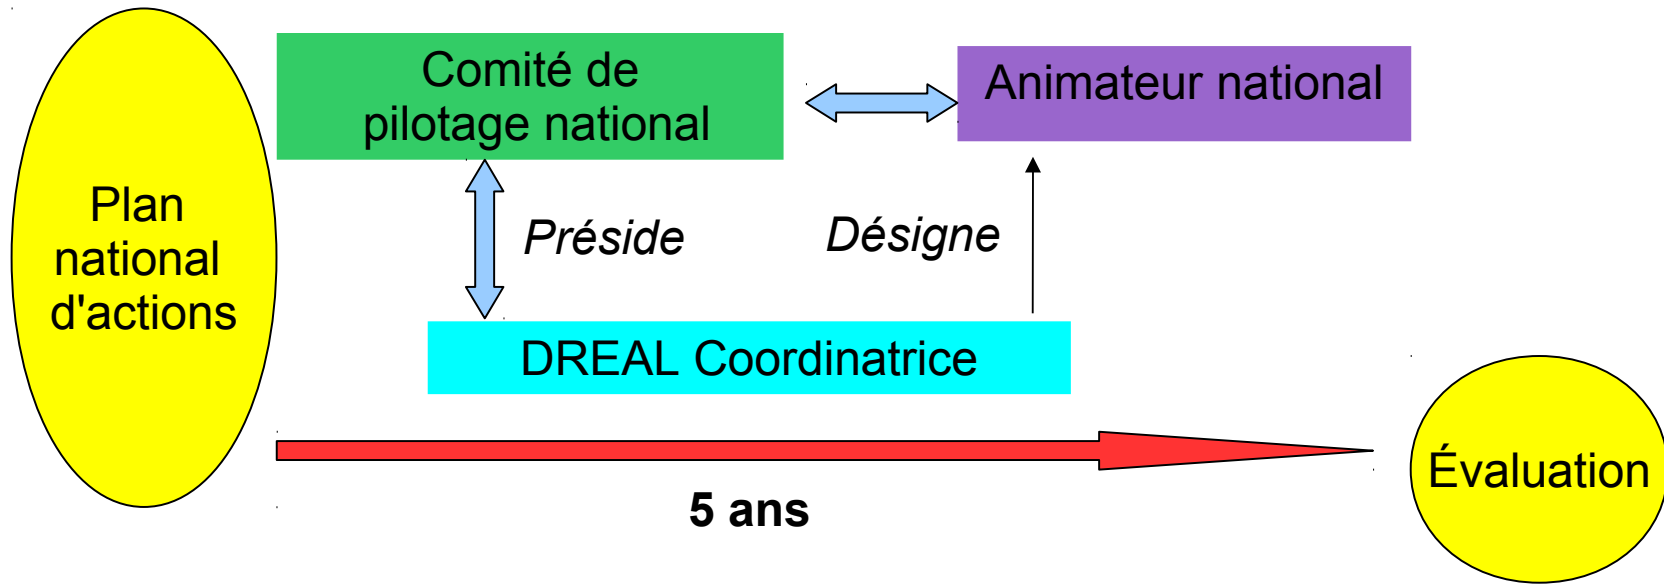 Comité de
pilotage national
Animateur national
Plan
national
d'actions
Préside
Désigne
DREAL Coordinatrice
Évaluation
5 ans